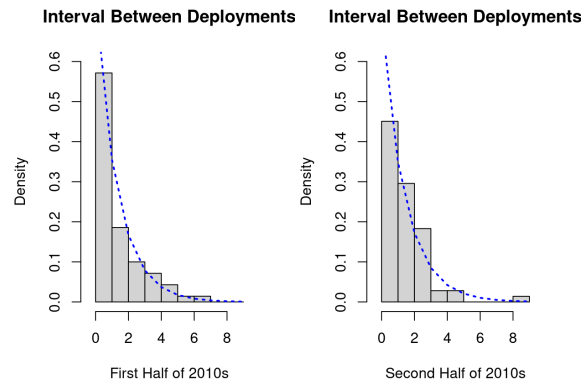 Interval Between Deployments
Density
0.0 0.1 0.2 0.3 0.4 0.5 0.6
0 2 4 6 8
First Half of 2010s
Interval Between Deployments
Density
0.0 0.1 0.2 0.3 0.4 0.5 0.6
0 2 4 6 8
Second Half of 2010s